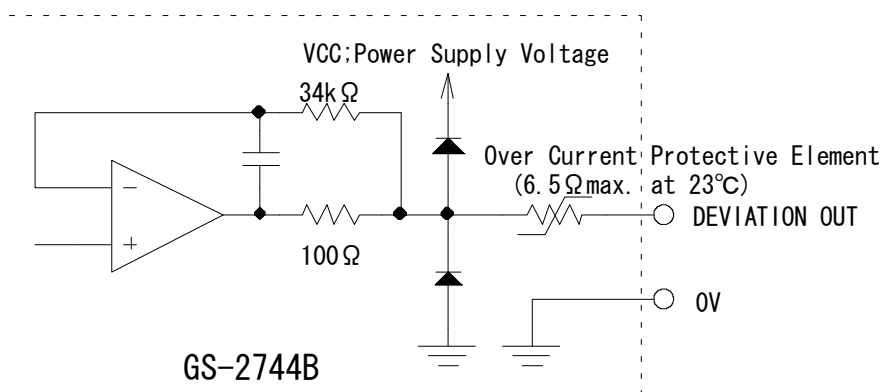 VCC;Power Supply Voltage
34kΩ
Over Current Protective Element
(6.5Ωmax. at 23℃)
−
+
100Ω
DEVIATION OUT
0V
GS-2744B